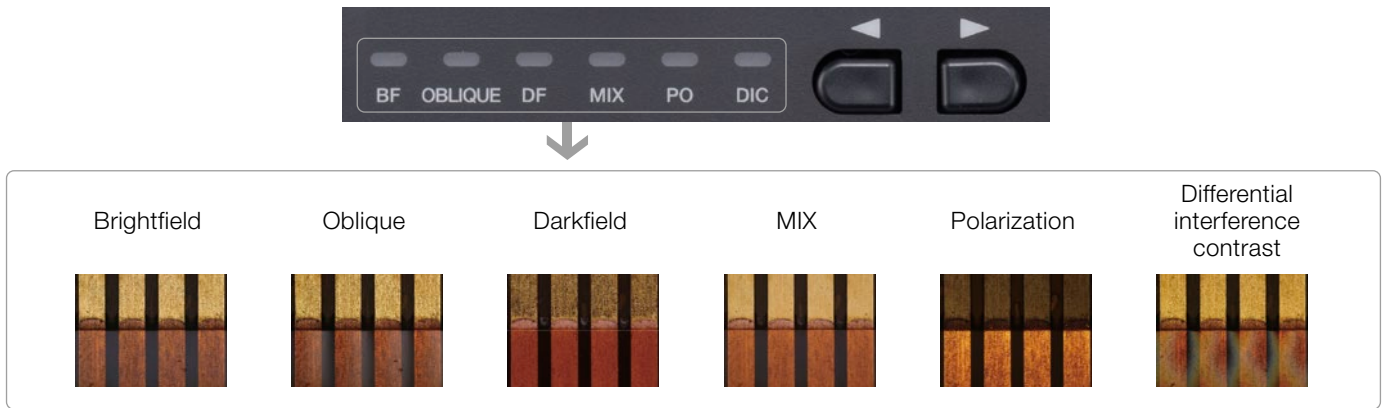 BF OBLIQUE DF MIX PO DIC
Brightfield
Oblique
Darkfield
MIX
Polarization
Differential
interference
contrast